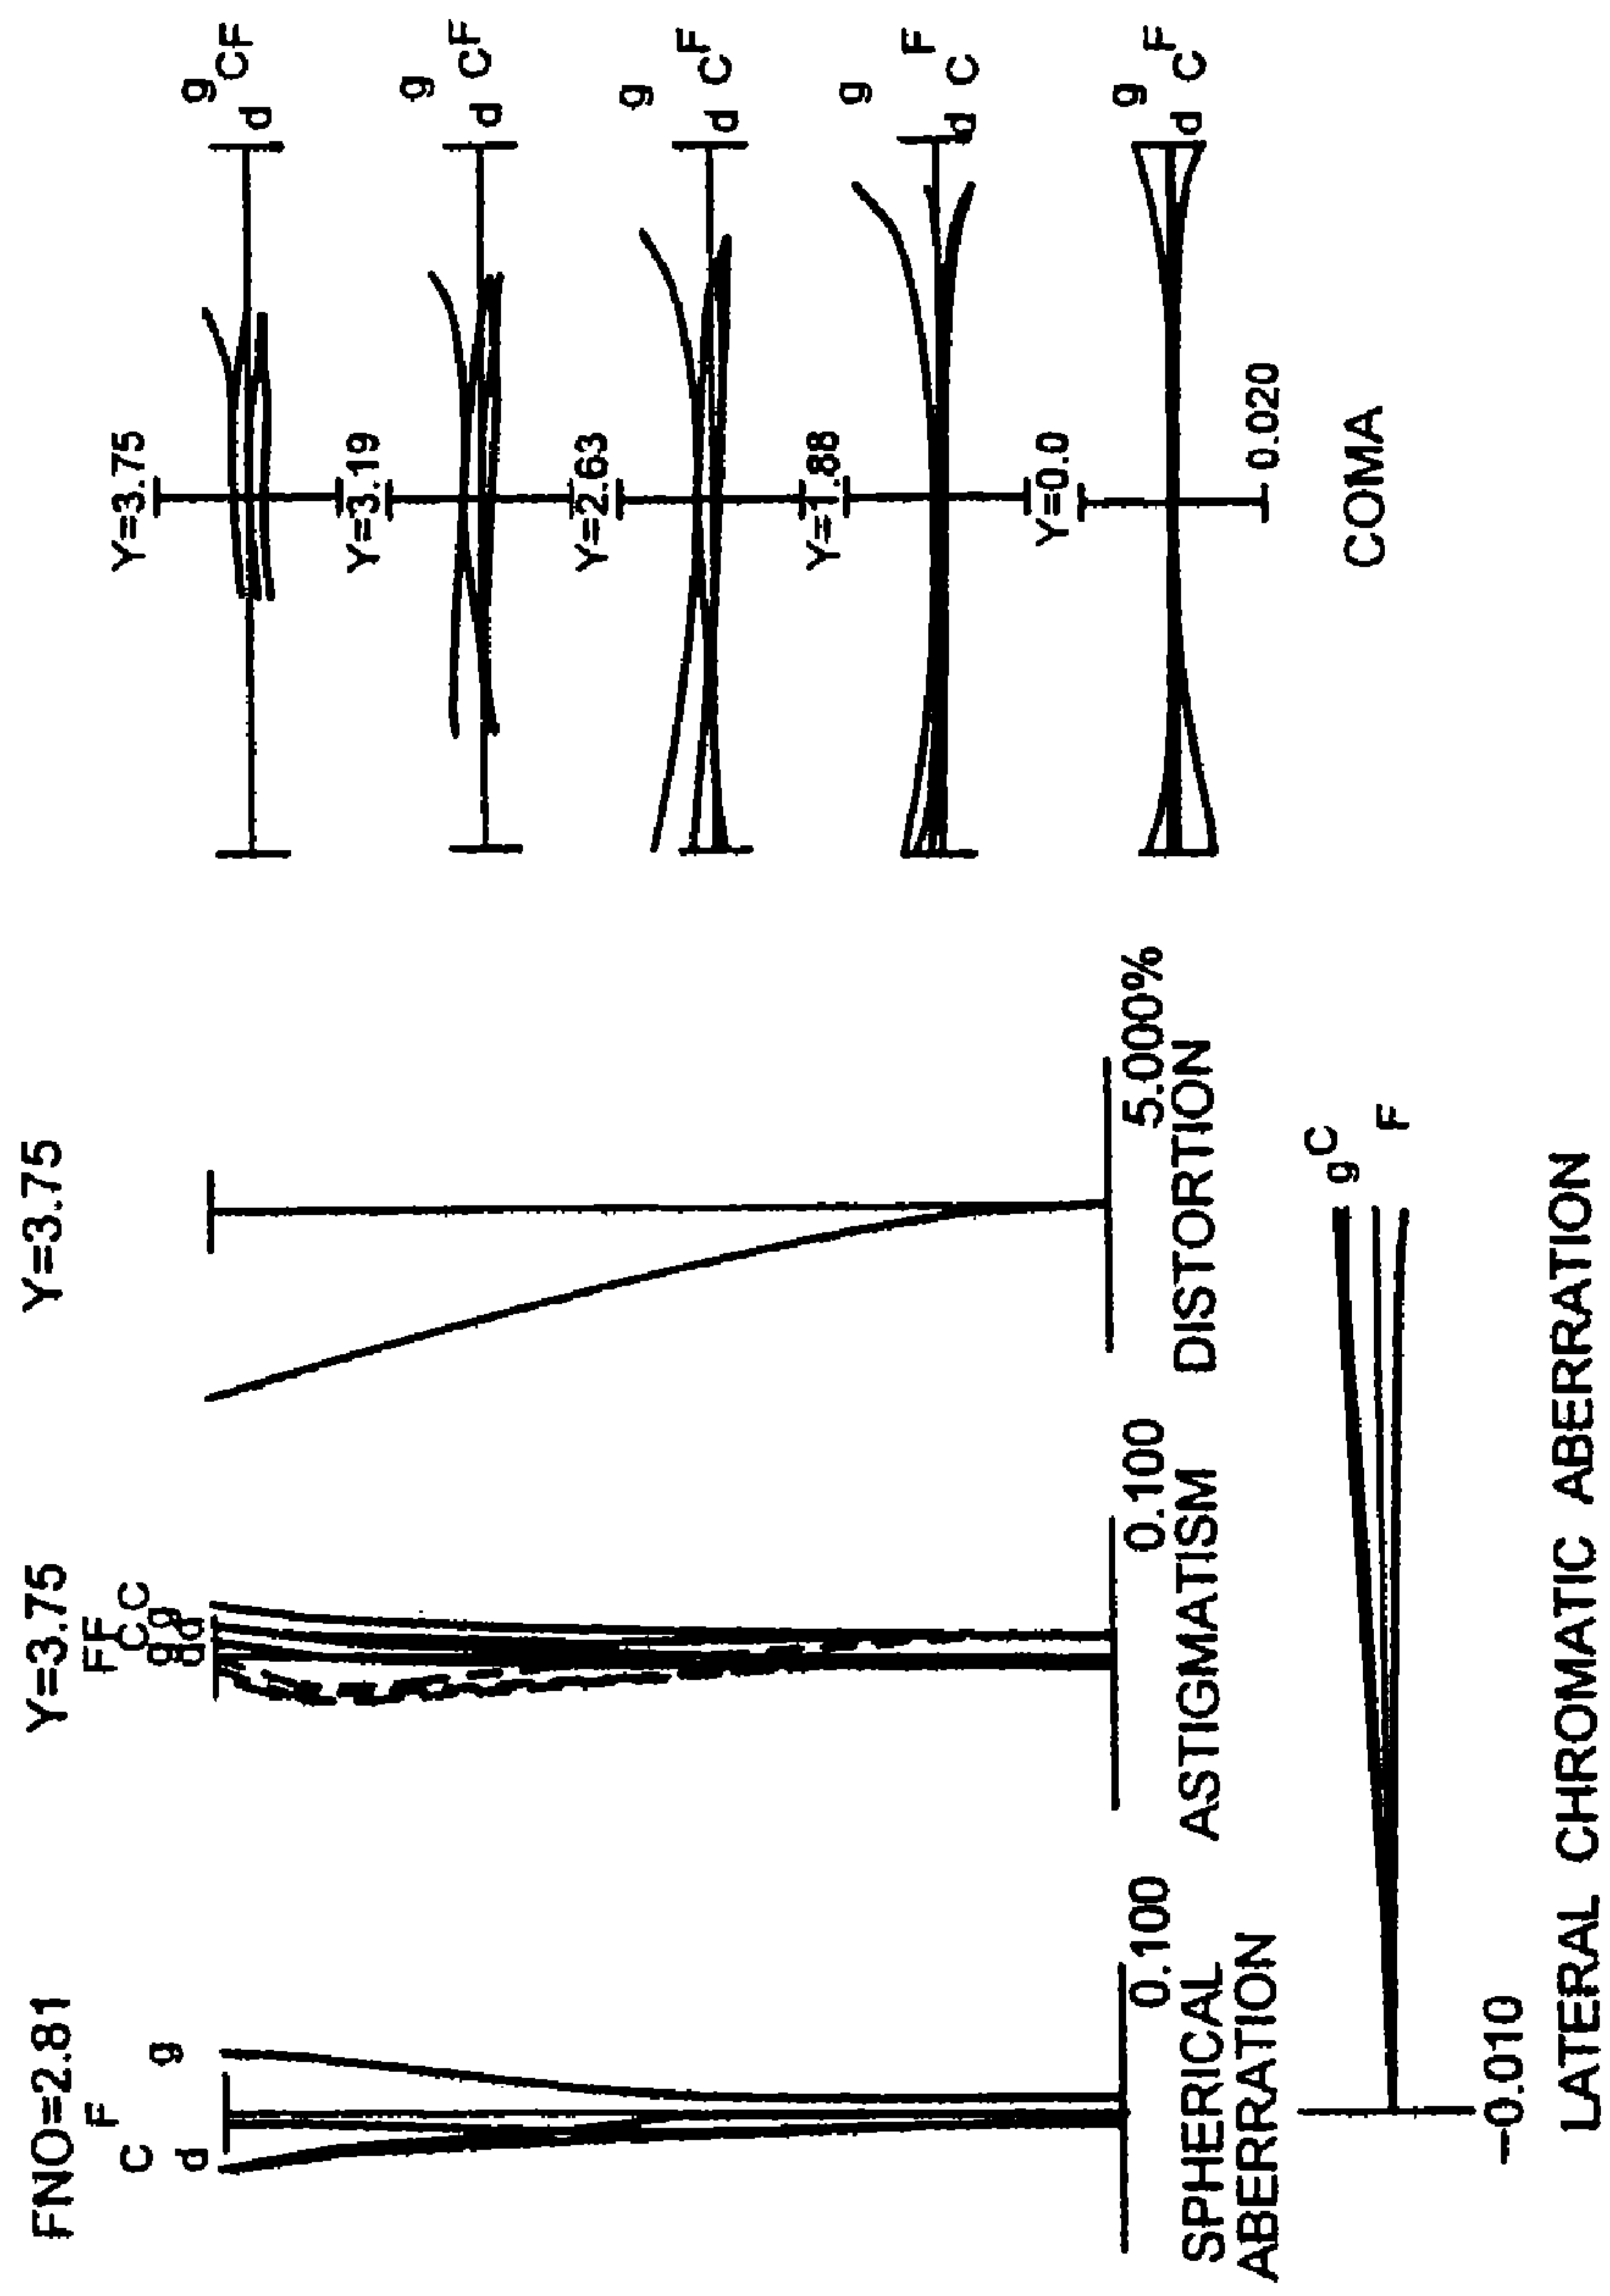 FNO=2.81
F
C
d
g
SPHERICAL
ABERRATION
0.100
Y=3.75
FF
CC
gg
dd
ASTIGMATISM
0.100
Y=3.75
DISTORTION
5.000%
Y=3.75
g
CF
d
Y=3.19
g
CF
d
Y=2.63
g
CF
d
Y=1.88
g
F
d
C
Y=0.0
g
F
d
C
0.020
COMA
gC
F
-0.010
LATERAL CHROMATIC ABERRATION